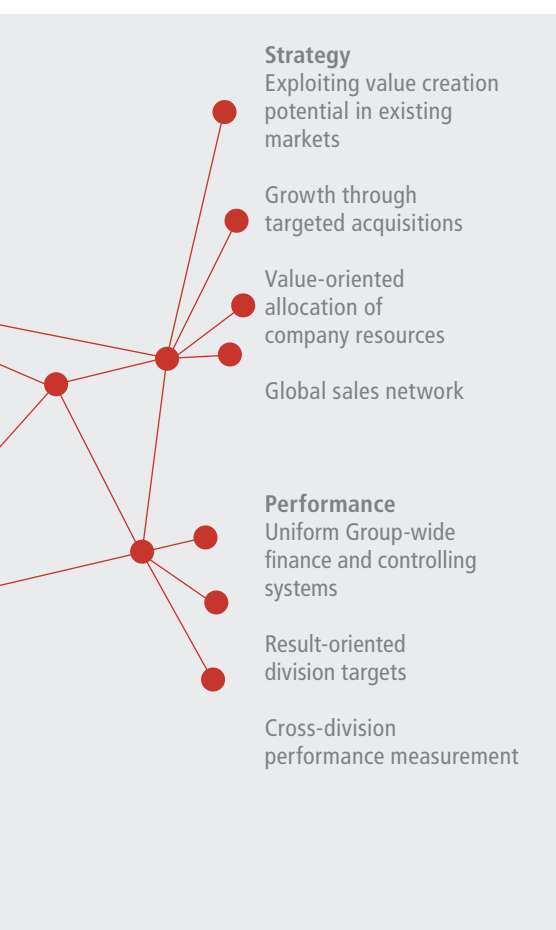 Strategy
Exploiting value creation
potential in existing
markets
Growth through
targeted acquisitions
Value-oriented
allocation of
company resources
Global sales network
Performance
Uniform Group-wide
finance and controlling
systems
Result-oriented
division targets
Cross-division
performance measurement